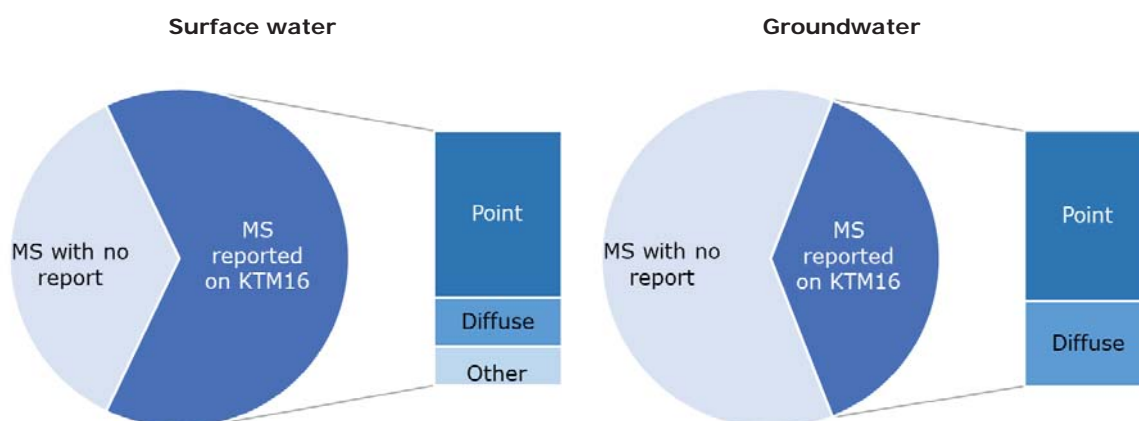 Surface water
Groundwater
MS with no
report
MS
reported
on KTM16
Point
Diffuse
Other
MS with no
report
MS
reported
on KTM16
Point
Diffuse